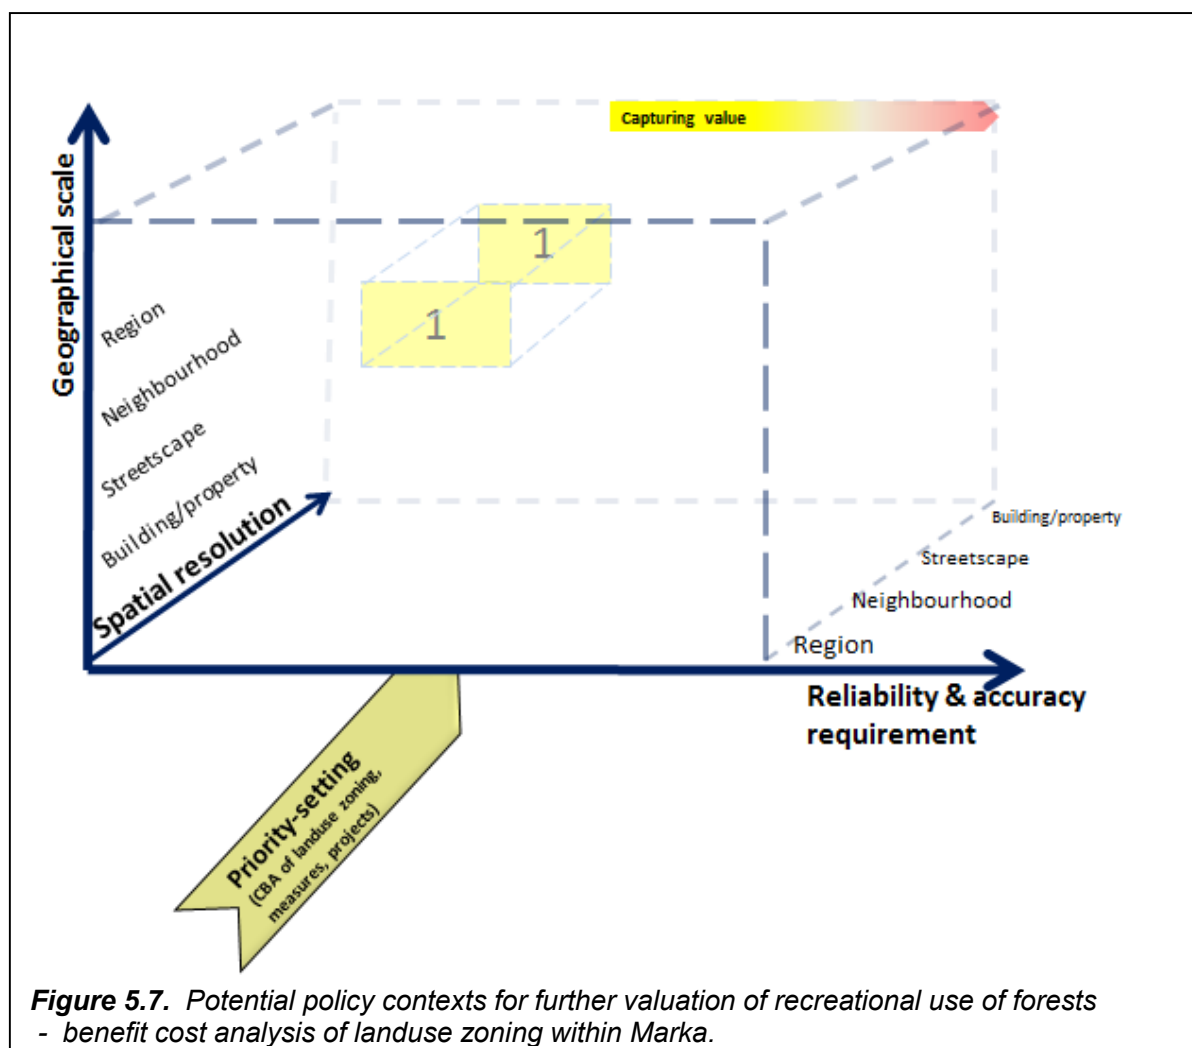 Capturing value
Geographical scale
1
1
Region
Neighbourhood
Streetscape
Building/property
Spatial resolution
Building/property
Streetscape
Neighbourhood
Region
Reliability & accuracy
requirement
Priority-setting
(CBA of landuse zoning,
measures, projects)
Figure 5.7. Potential policy contexts for further valuation of recreational use of forests
- benefit cost analysis of landuse zoning within Marka.